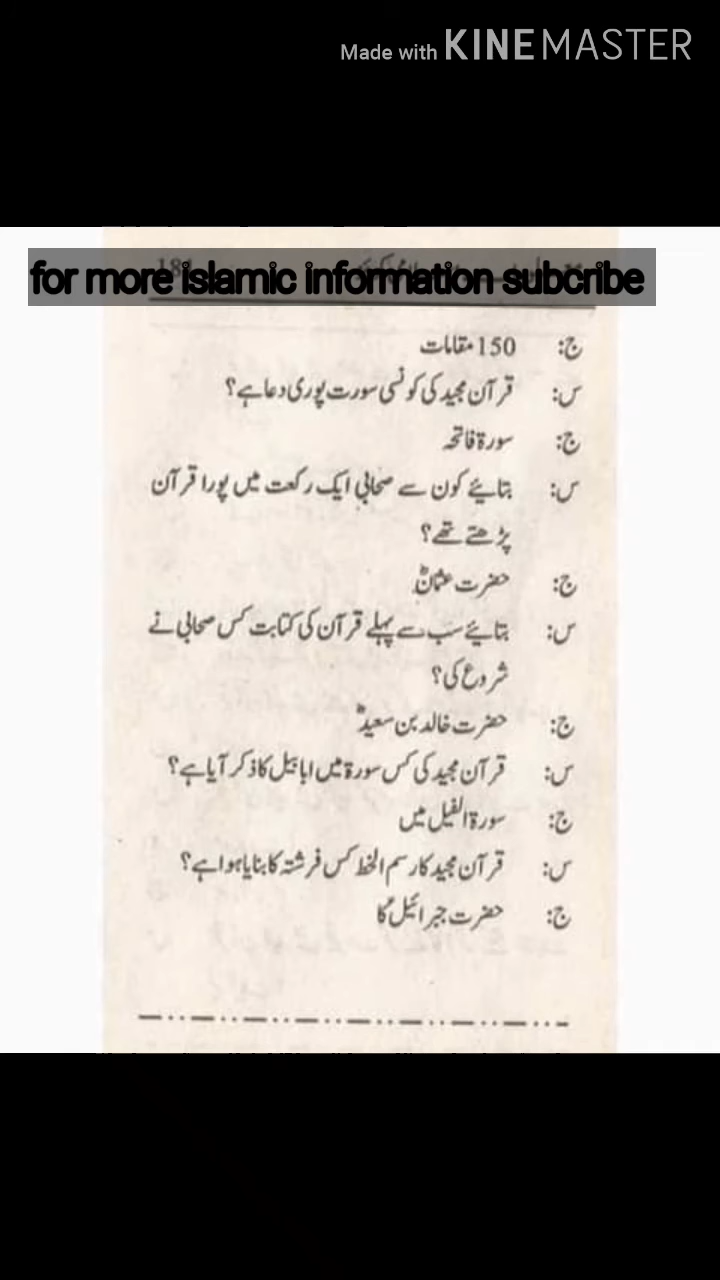 Made with KINEMASTER
for more islamic information subcribe
ج: 150 مقامات
س: قرآن مجید کی کونسی سورت پوری دعا ہے؟
ج: سورۃ فاتحہ
س: بتایئے کون سے صحابی ایک رکعت میں پورا قرآن
پڑھتے تھے؟
ج: حضرت عثمانؓ
س: بتایئے سب سے پہلے قرآن کی کتابت کس صحابی نے
شروع کی؟
ج: حضرت خالد بن سعیدؓ
س: قرآن مجید کی کس سورۃ میں ابابیل کا ذکر آیا ہے؟
ج: سورۃ الفیل میں
س: قرآن مجید کا رسم الخط کس فرشتہ کا بنایا ہوا ہے؟
ج: حضرت جبرائیلؑ کا